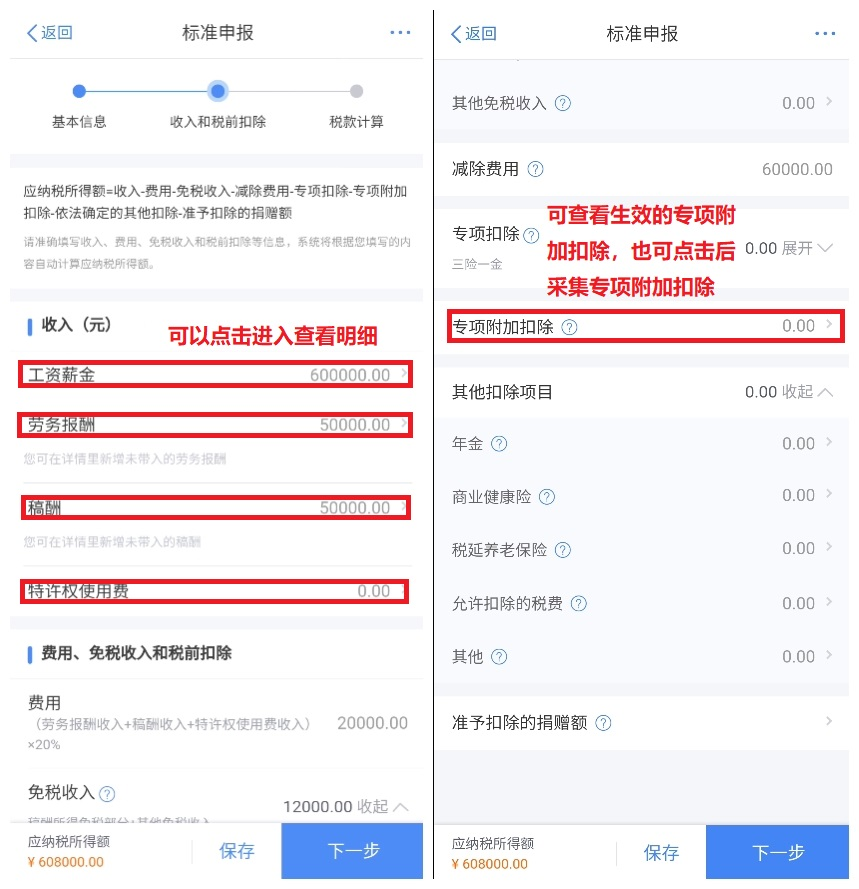 返回
标准申报
基本信息
收入和税前扣除
税款计算
应纳税所得额=收入-费用-免税收入-减除费用-专项扣除-专项附加
扣除-依法确定的其他扣除-准予扣除的捐赠额
请准确填写收入、费用、免税收入和税前扣除等信息，系统将根据您填写的内
容自动计算应纳税所得额。
收入（元）
可以点击进入查看明细
工资薪金 600000.00
劳务报酬 50000.00
您可在详情里新增未带入的劳务报酬
稿酬 50000.00
您可在详情里新增未带入的稿酬
特许权使用费 0.00
费用、免税收入和税前扣除
费用
（劳务报酬收入+稿酬收入+特许权使用费收入） 20000.00
×20%
免税收入 ?
12000.00 收起
稿酬所得免税部分+其他免税收入
应纳税所得额
¥ 608000.00
保存
下一步
返回
标准申报
其他免税收入 ? 0.00
减除费用 ? 60000.00
专项扣除 ? 0.00 展开
三险一金
可查看生效的专项附
加扣除，也可点击后
采集专项附加扣除
专项附加扣除 ? 0.00
其他扣除项目 0.00 收起
年金 ? 0.00
商业健康险 ? 0.00
税延养老保险 ? 0.00
允许扣除的税费 ? 0.00
其他 ? 0.00
准予扣除的捐赠额 ?
应纳税所得额
¥ 608000.00
保存
下一步